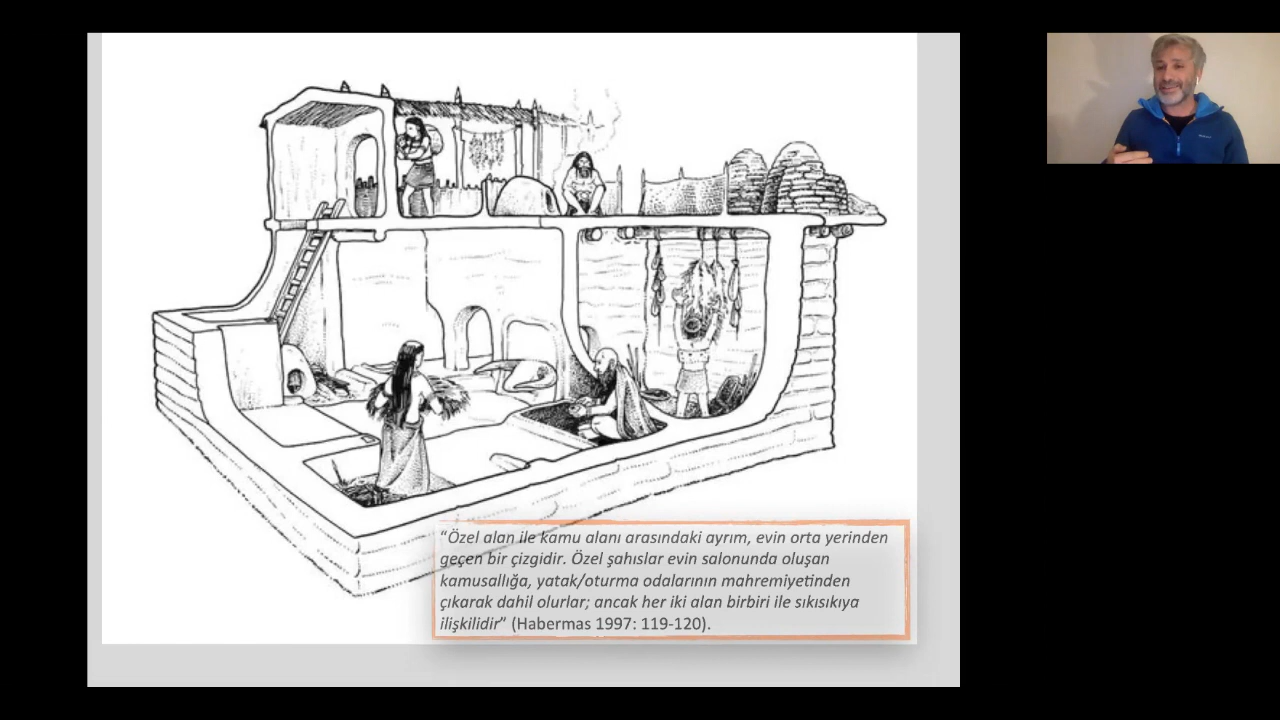 “Özel alan ile kamu alanı arasındaki ayrım, evin orta yerinden
geçen bir çizgidir. Özel şahıslar evin salonunda oluşan
kamusallığa, yatak/oturma odalarının mahremiyetinden
çıkarak dahil olurlar; ancak her iki alan birbiri ile sıkısıkıya
ilişkilidir” (Habermas 1997: 119-120).